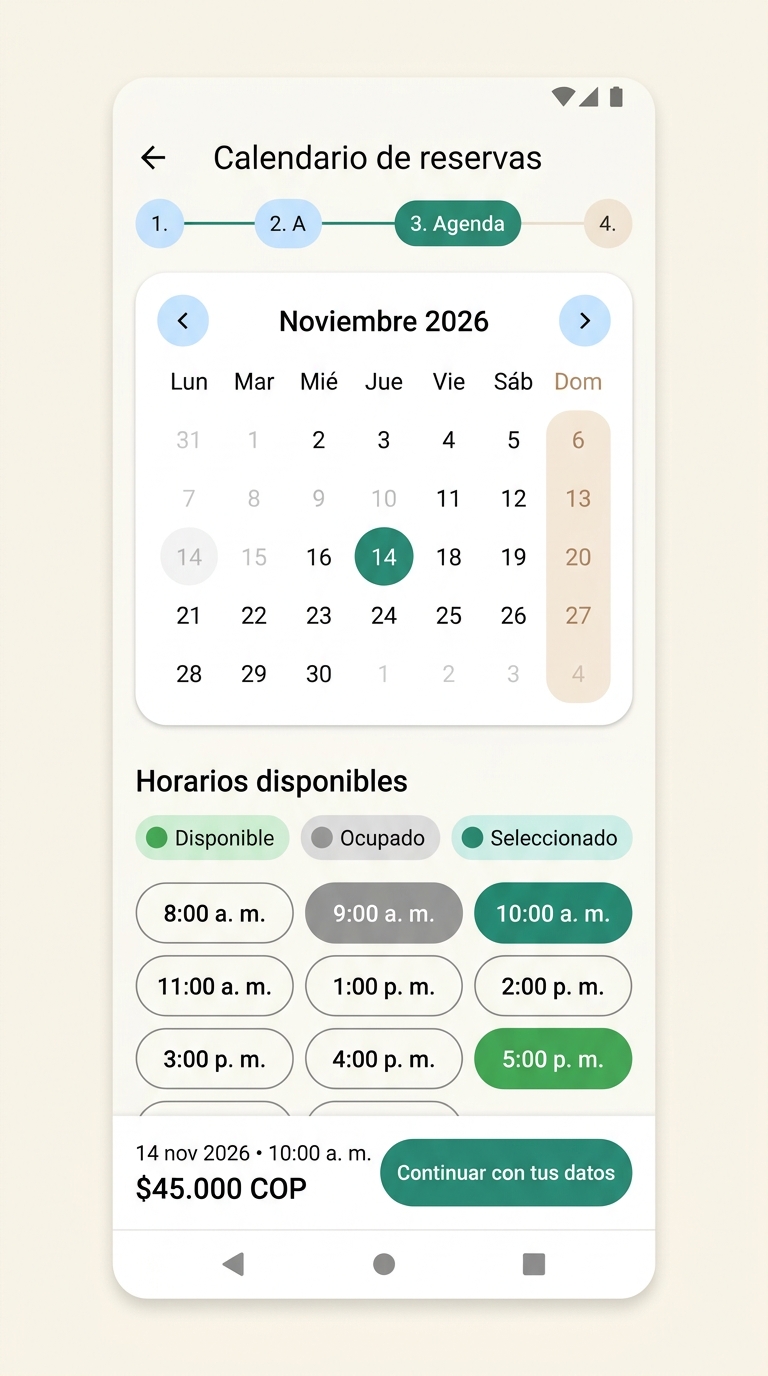 Calendario de reservas
1. 2. A 3. Agenda 4.
Noviembre 2026
Lun Mar Mié Jue Vie Sáb Dom
31 1 2 3 4 5 6
7 8 9 10 11 12 13
14 15 16 14 18 19 20
21 22 23 24 25 26 27
28 29 30 1 2 3 4
Horarios disponibles
Disponible Ocupado Seleccionado
8:00 a. m. 9:00 a. m. 10:00 a. m.
11:00 a. m. 1:00 p. m. 2:00 p. m.
3:00 p. m. 4:00 p. m. 5:00 p. m.
14 nov 2026 • 10:00 a. m.
$45.000 COP
Continuar con tus datos